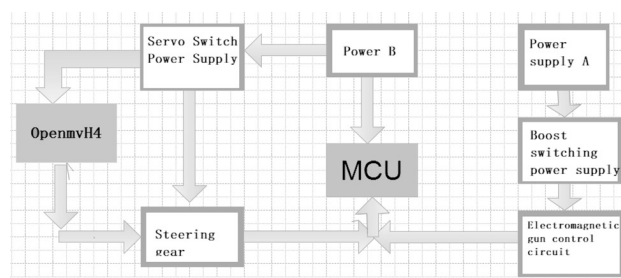 Servo Switch
Power Supply
Power B
Power
supply A
OpenmvH4
Boost
switching
power supply
MCU
Steering
gear
Electromagnetic
gun control
circuit